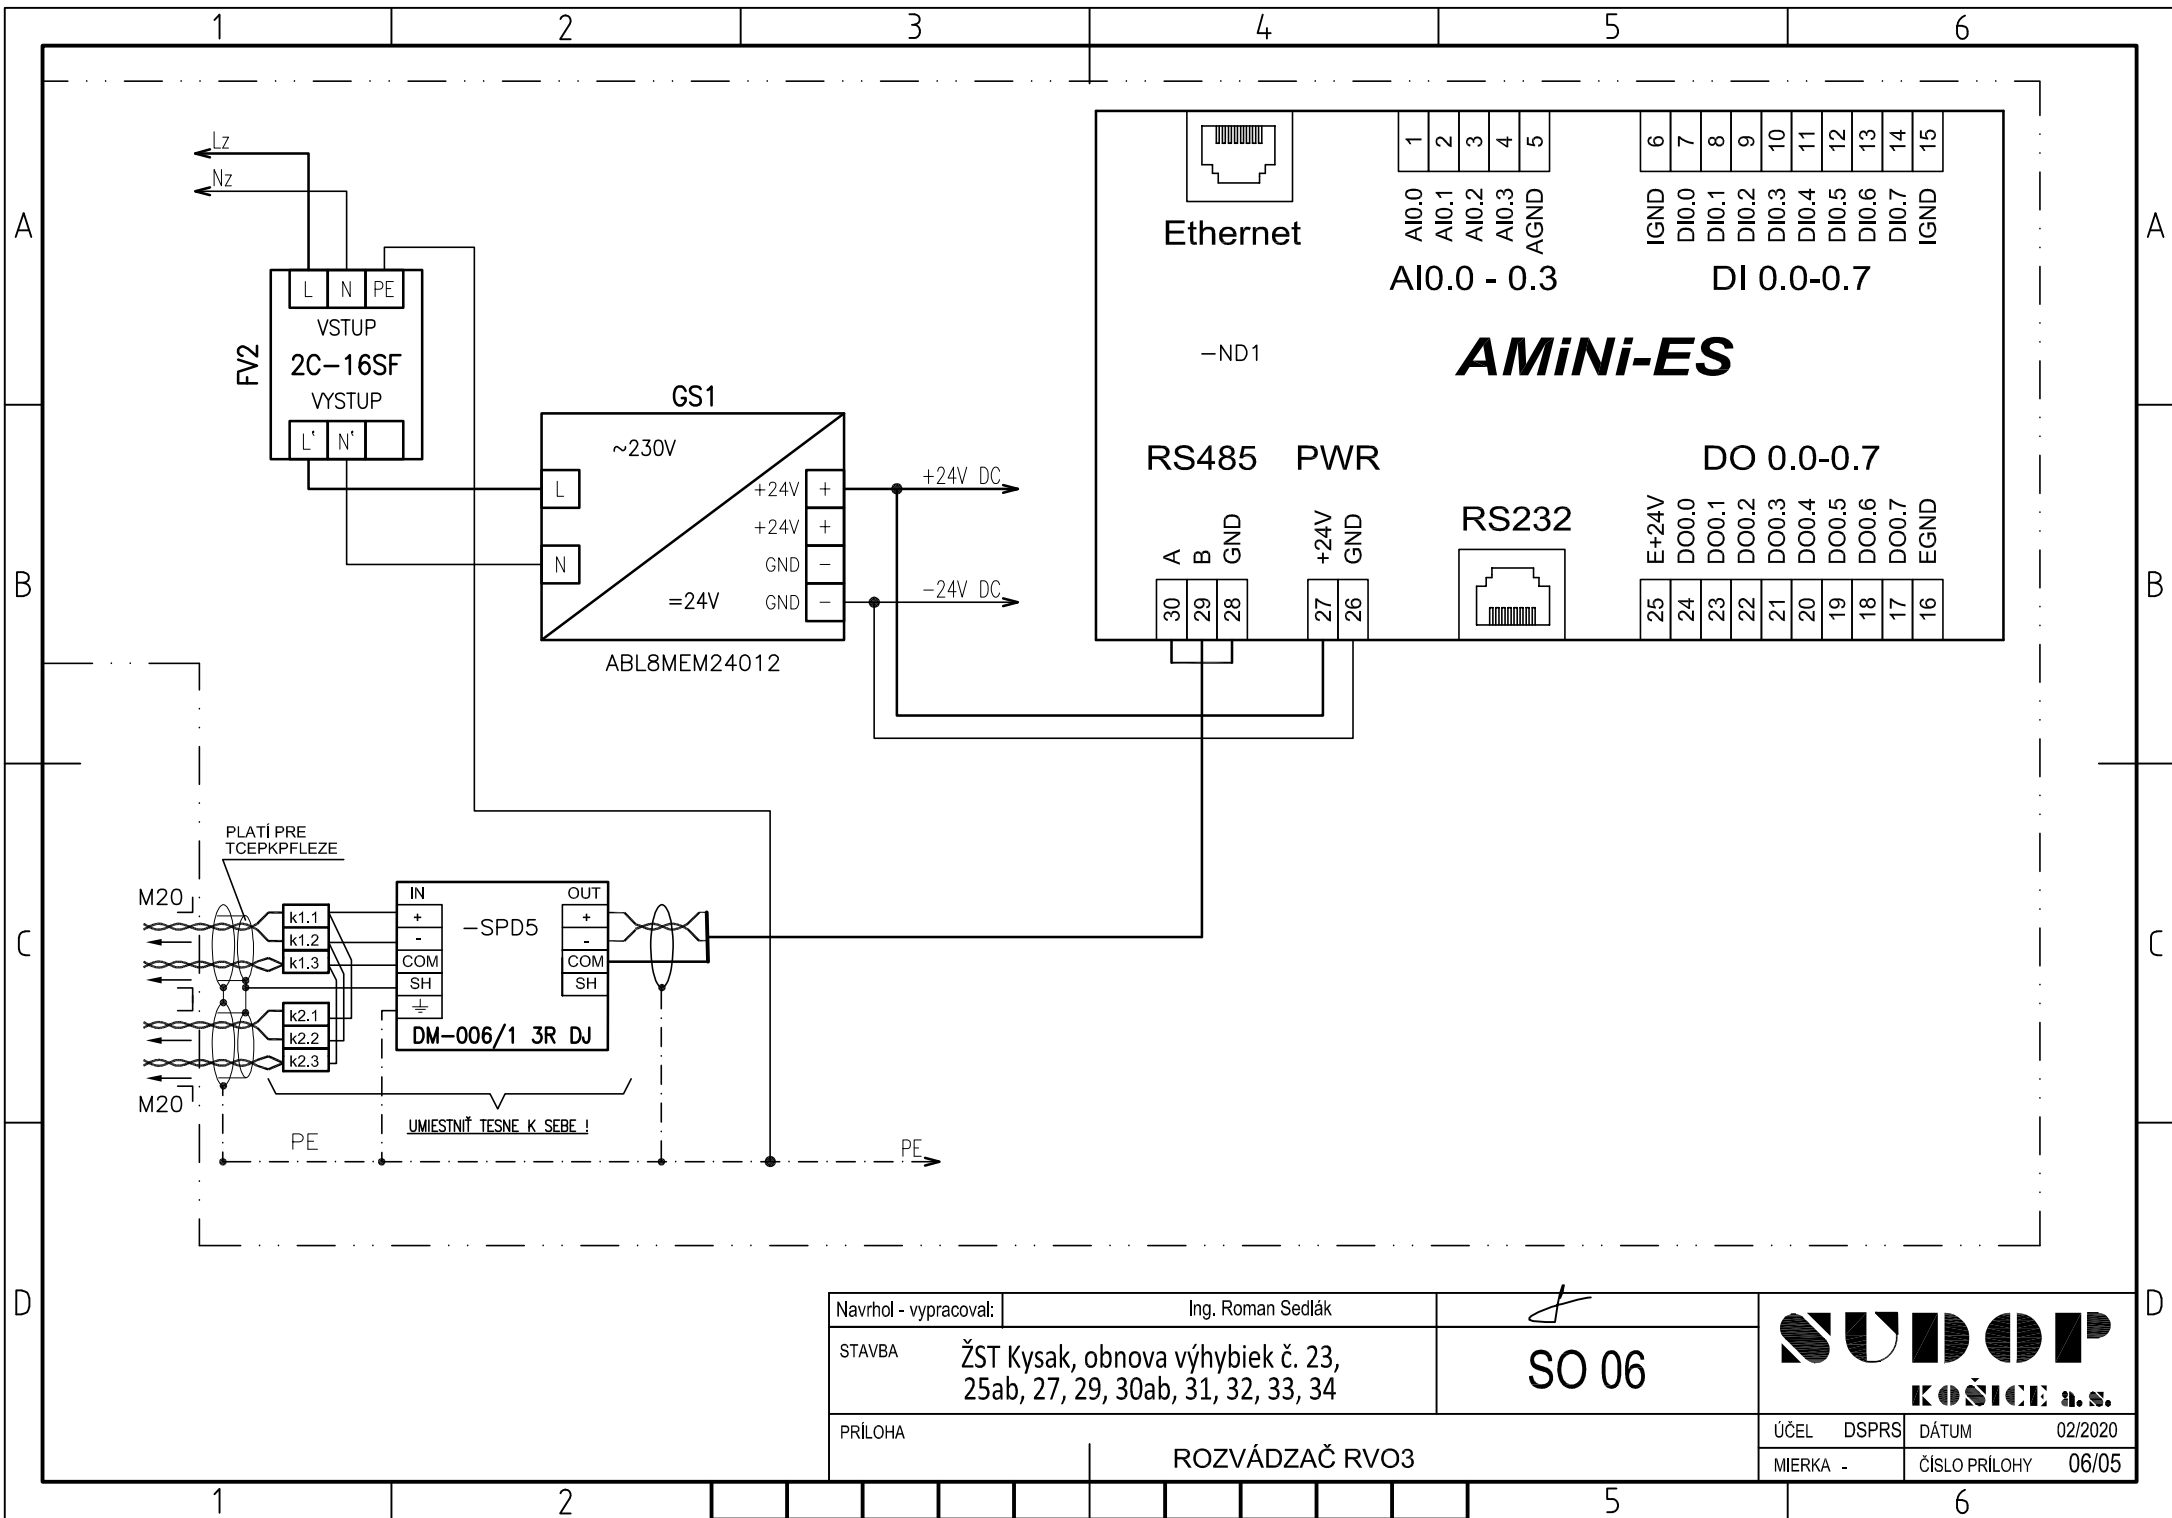 1 2 3 4 5 6
A A
B B
C C
D D
Lz
Nz
L N PE
VSTUP
2C-16SF
VYSTUP
L' N'
FV2
GS1
~230V
L
N
+24V +
+24V +
GND -
GND -
=24V
ABL8MEM24012
+24V DC
-24V DC
Ethernet
1 2 3 4 5
AI0.0 AI0.1 AI0.2 AI0.3 AGND
AI0.0 - 0.3
6 7 8 9 10 11 12 13 14 15
IGND DI0.0 DI0.1 DI0.2 DI0.3 DI0.4 DI0.5 DI0.6 DI0.7 IGND
DI 0.0-0.7
-ND1
AMiNi-ES
RS485 PWR
DO 0.0-0.7
A B GND
30 29 28
+24V GND
27 26
RS232
E+24V DO0.0 DO0.1 DO0.2 DO0.3 DO0.4 DO0.5 DO0.6 DO0.7 EGND
25 24 23 22 21 20 19 18 17 16
PLATÍ PRE
TCEPKPFLEZE
M20
k1.1
k1.2
k1.3
k2.1
k2.2
k2.3
M20
IN OUT
+ +
-SPD5
- -
COM COM
SH SH
DM-006/1 3R DJ
UMIESTNIŤ TESNE K SEBE !
PE
PE
Navrhol - vypracoval: Ing. Roman Sedlák
STAVBA
ŽST Kysak, obnova výhybiek č. 23,
25ab, 27, 29, 30ab, 31, 32, 33, 34
SO 06
SUDOP
KOŠICE a.s.
PRÍLOHA
ROZVÁDZAČ RVO3
ÚČEL DSPRS DÁTUM 02/2020
MIERKA - ČÍSLO PRÍLOHY 06/05
1 2 5 6